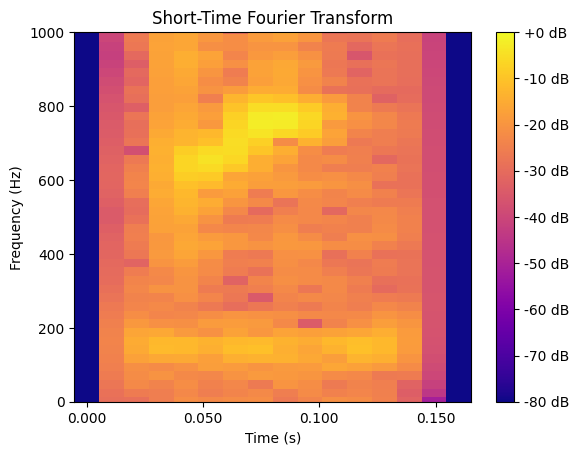 Short-Time Fourier Transform
Frequency (Hz)
1000
800
600
400
200
0
0.000
0.050
0.100
0.150
Time (s)
+0 dB
-10 dB
-20 dB
-30 dB
-40 dB
-50 dB
-60 dB
-70 dB
-80 dB